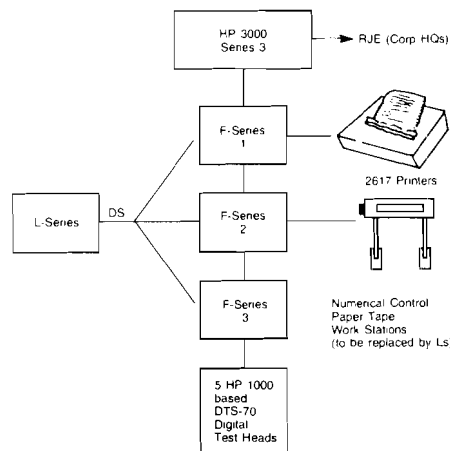 HP 3000
Series 3
RJE (Corp HQs)
F-Series
1
2617 Printers
L-Series
DS
F-Series
2
F-Series
3
Numerical Control
Paper Tape
Work Stations
(to be replaced by Ls)
5 HP 1000
based
DTS-70
Digital
Test Heads